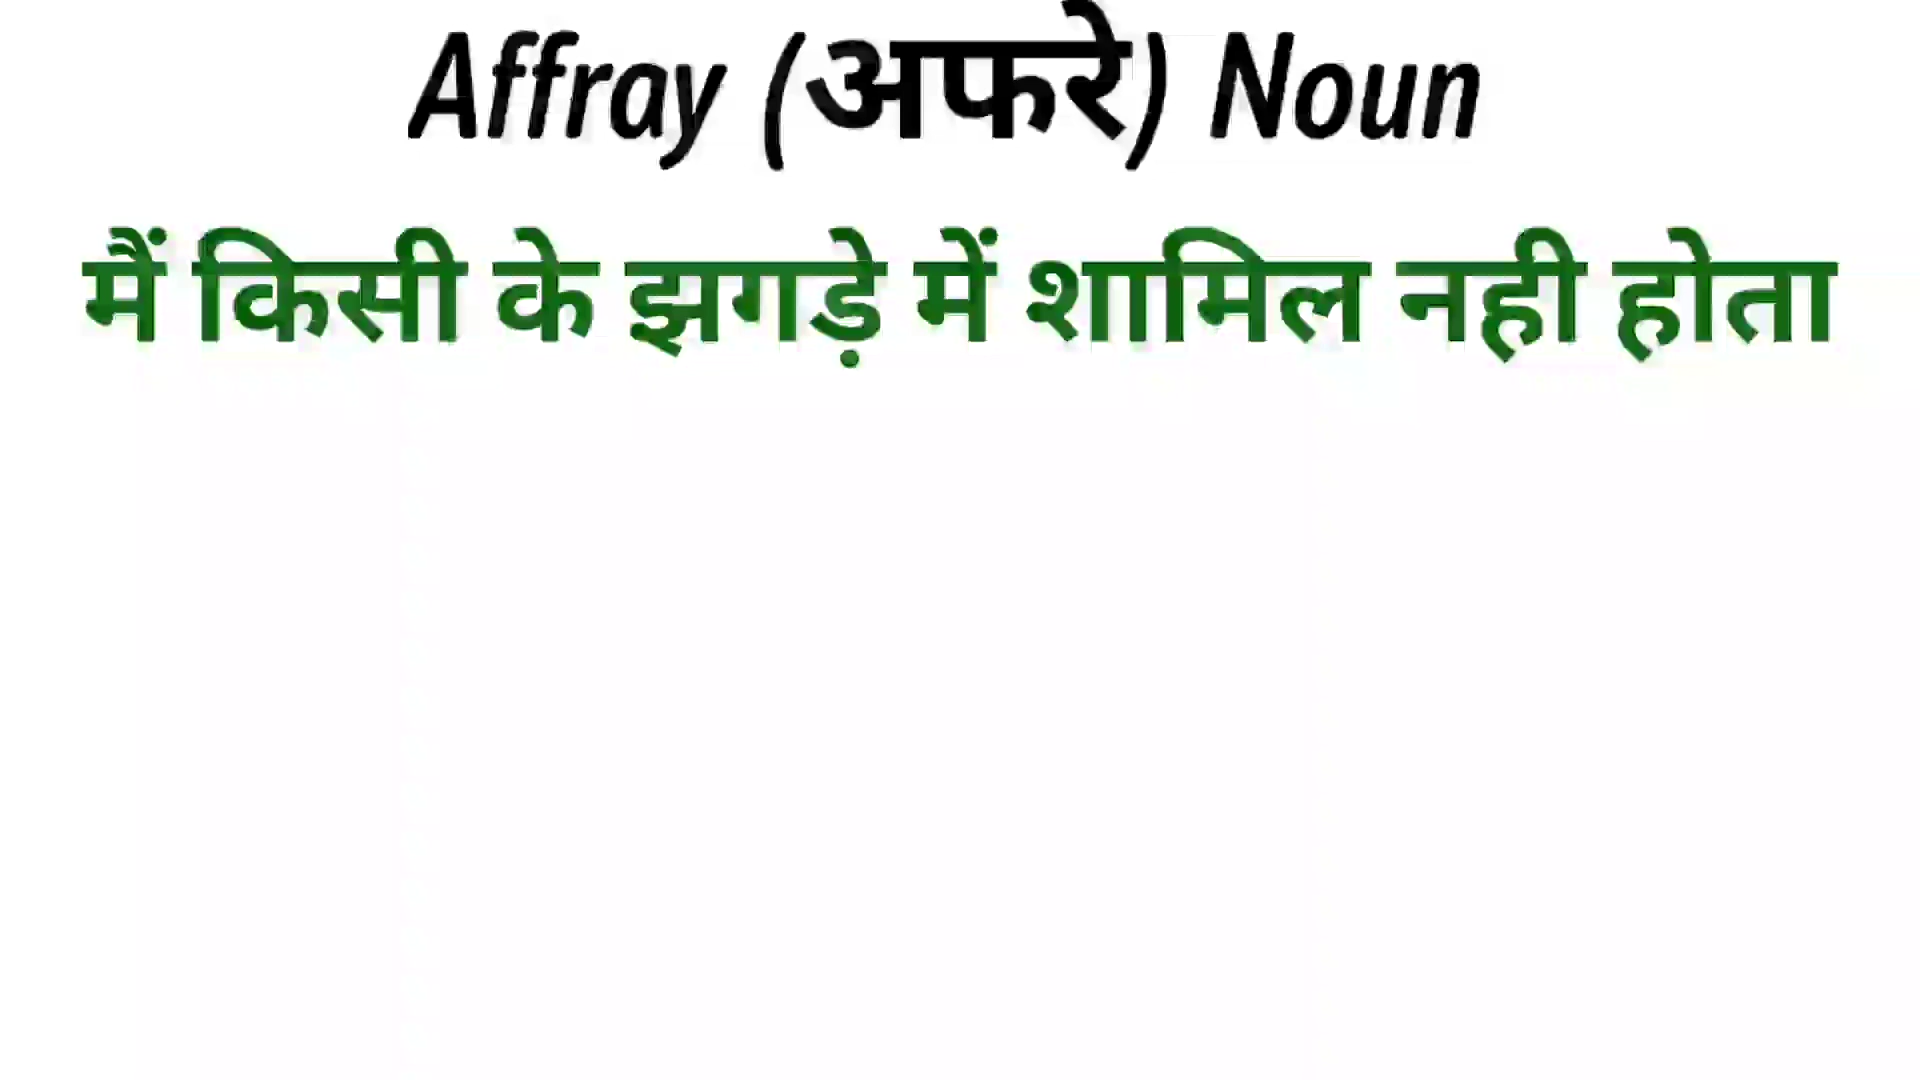 Affray (अफरे) Noun
मैं किसी के झगड़े में शामिल नही होता